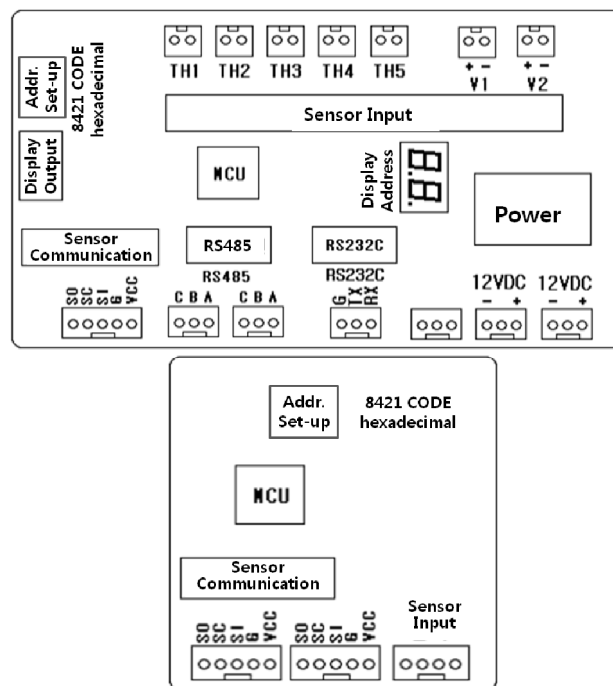 TH1 TH2 TH3 TH4 TH5
+ - + -
V1 V2
Addr.
Set-up
8421 CODE
hexadecimal
Sensor Input
Display
Output
MCU
Display
Address
8.8.
Power
Sensor
Communication
RS485
RS232C
RS485
RS232C
12VDC 12VDC
SO
SC
SI
G
VCC
C B A C B A
G
TX
RX
- + - +
Addr.
Set-up
8421 CODE
hexadecimal
MCU
Sensor
Communication
Sensor
Input
SO
SC
SI
G
VCC
SO
SC
SI
G
VCC